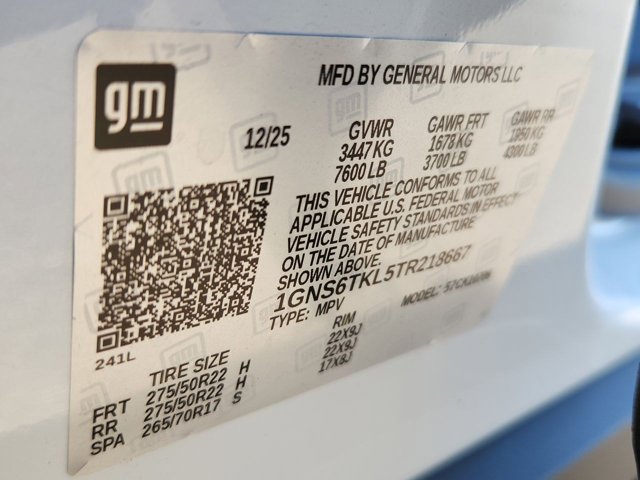 gm
MFD BY GENERAL MOTORS LLC
12/25
GVWR GAWR FRT GAWR RR
3447 KG 1678 KG 1950 KG
7600 LB 3700 LB 4300 LB
THIS VEHICLE CONFORMS TO ALL
APPLICABLE U.S. FEDERAL MOTOR
VEHICLE SAFETY STANDARDS IN EFFECT
ON THE DATE OF MANUFACTURE
SHOWN ABOVE.
1GNS6TKL5TR218667
TYPE: MPV MODEL:
241L
TIRE SIZE RIM
FRT 275/50R22 H 22X9J
RR 275/50R22 H 22X9J
SPA 265/70R17 S 17X8J